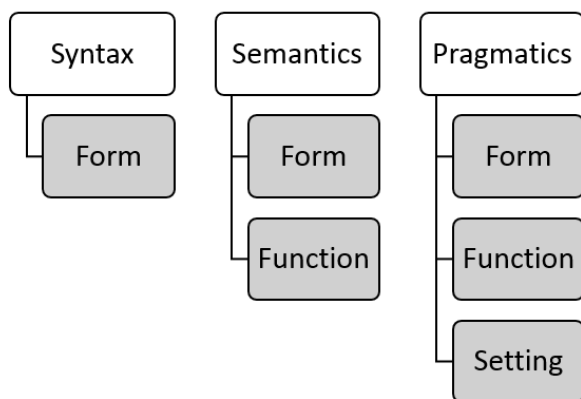 Syntax
Form
Semantics
Form
Function
Pragmatics
Form
Function
Setting